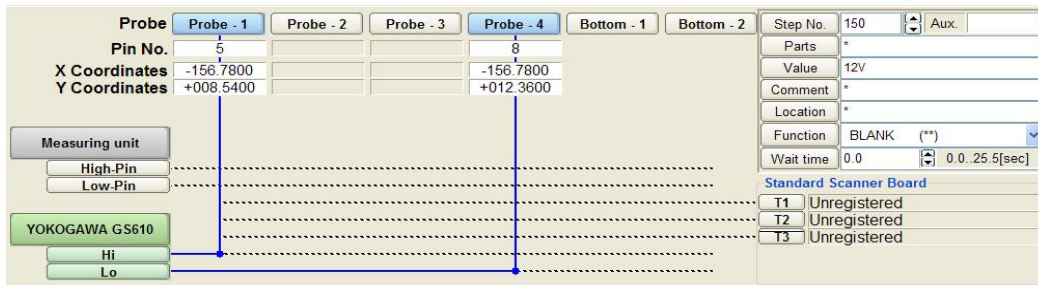 Probe Probe - 1 Probe - 2 Probe - 3 Probe - 4 Bottom - 1 Bottom - 2
Pin No. 5 8
X Coordinates -156.7800 -156.7800
Y Coordinates +008.5400 +012.3600
Measuring unit
High-Pin
Low-Pin
YOKOGAWA GS610
Hi
Lo
Step No. 150 Aux.
Parts *
Value 12V
Comment *
Location *
Function BLANK (**)
Wait time 0.0 0.0..25.5[sec]
Standard Scanner Board
T1 Unregistered
T2 Unregistered
T3 Unregistered